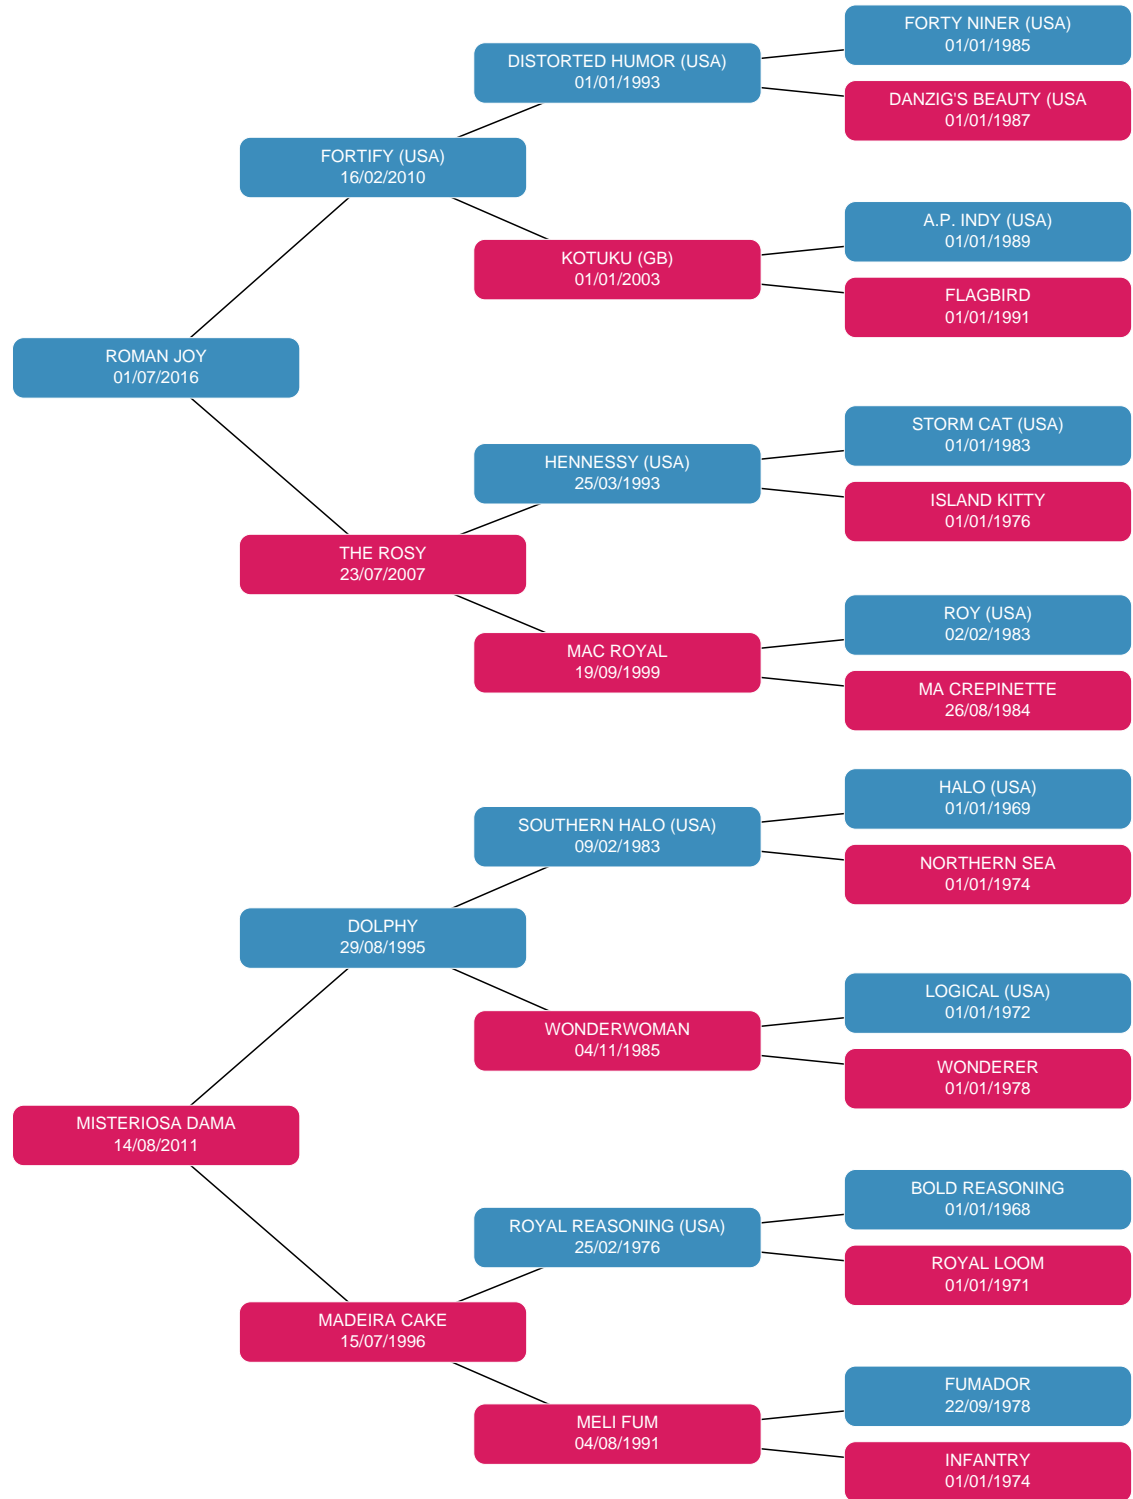 FORTY NINER (USA)
01/01/1985
DISTORTED HUMOR (USA)
01/01/1993
DANZIG'S BEAUTY (USA
01/01/1987
FORTIFY (USA)
16/02/2010
A.P. INDY (USA)
01/01/1989
KOTUKU (GB)
01/01/2003
FLAGBIRD
01/01/1991
ROMAN JOY
01/07/2016
STORM CAT (USA)
01/01/1983
HENNESSY (USA)
25/03/1993
ISLAND KITTY
01/01/1976
THE ROSY
23/07/2007
ROY (USA)
02/02/1983
MAC ROYAL
19/09/1999
MA CREPINETTE
26/08/1984
HALO (USA)
01/01/1969
SOUTHERN HALO (USA)
09/02/1983
NORTHERN SEA
01/01/1974
DOLPHY
29/08/1995
LOGICAL (USA)
01/01/1972
WONDERWOMAN
04/11/1985
WONDERER
01/01/1978
MISTERIOSA DAMA
14/08/2011
BOLD REASONING
01/01/1968
ROYAL REASONING (USA)
25/02/1976
ROYAL LOOM
01/01/1971
MADEIRA CAKE
15/07/1996
FUMADOR
22/09/1978
MELI FUM
04/08/1991
INFANTRY
01/01/1974